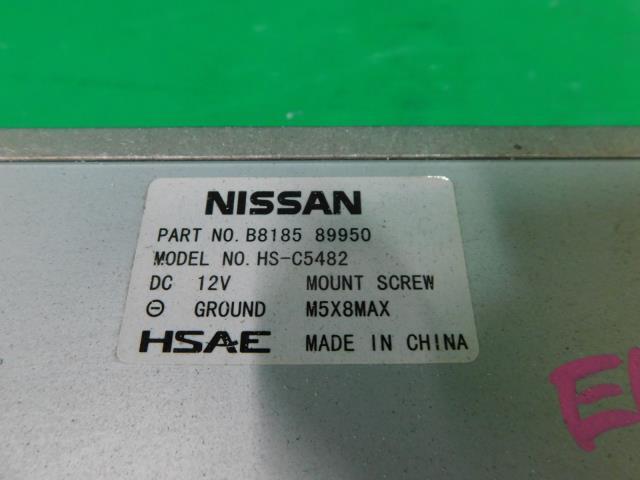 NISSAN
PART NO. B8185 89950
MODEL NO. HS-C5482
DC 12V MOUNT SCREW
⊖ GROUND M5X8MAX
HSAE MADE IN CHINA